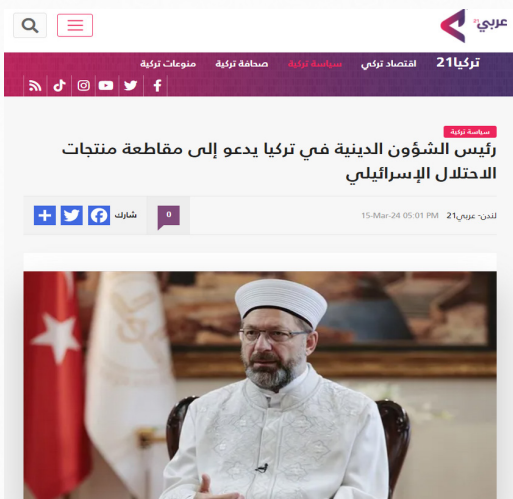 عربي21
تركيا21 اقتصاد تركي سياسة تركية صحافة تركية منوعات تركية
سياسة تركية
رئيس الشؤون الدينية في تركيا يدعو إلى مقاطعة منتجات
الاحتلال الإسرائيلي
لندن- عربي21 15-Mar-24 05:01 PM
0 شارك